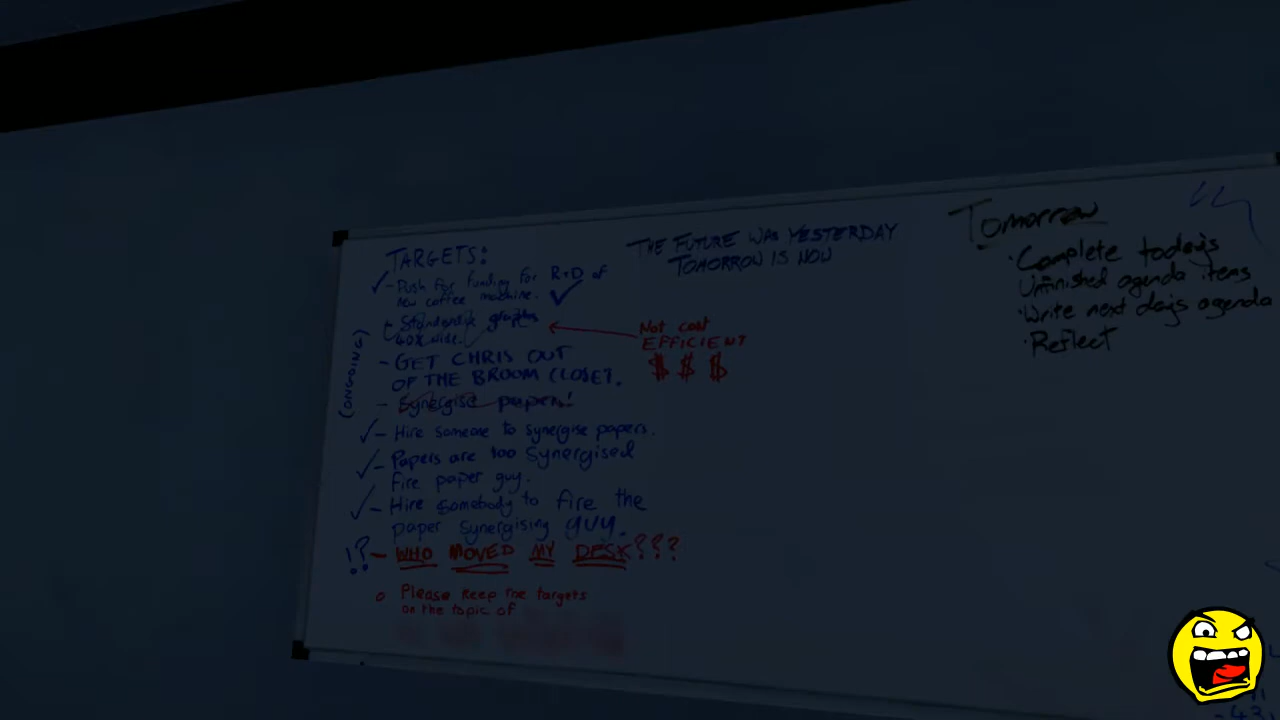 TARGETS:
- Push for funding for R+D of
new coffee machine.
- Standardize graphs
40% wide.
(ONGOING)
- GET CHRIS OUT
OF THE BROOM CLOSET.
- Synergise papers!
- Hire someone to synergise papers.
- Papers are too synergised
Fire paper guy.
- Hire somebody to fire the
paper synergising guy.
!? - WHO MOVED MY DESK???
o Please keep the targets
on the topic of
THE FUTURE WAS YESTERDAY
TOMORROW IS NOW
Not cost
EFFICIENT
$ $ $
Tomorrow
· Complete todays
Unfinished agenda items
· Write next days agenda
· Reflect